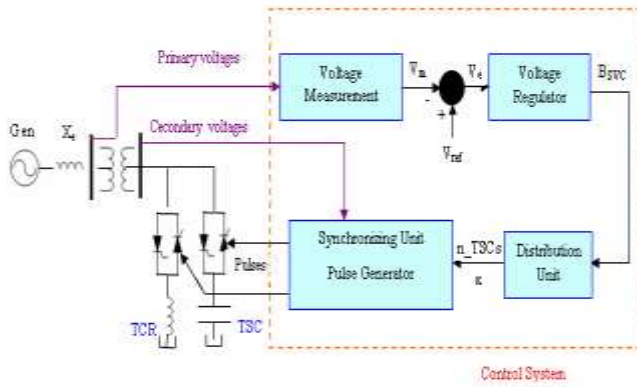 Primary voltages
Voltage
Measurement
Vm
-
+
Ve
Voltage
Regulator
BSVC
Vref
Gen
Cecondary voltages
Synchronizing Unit
Pulse Generator
n_TSCs
Distribution
Unit
Pulses
TCR
TSC
Control System